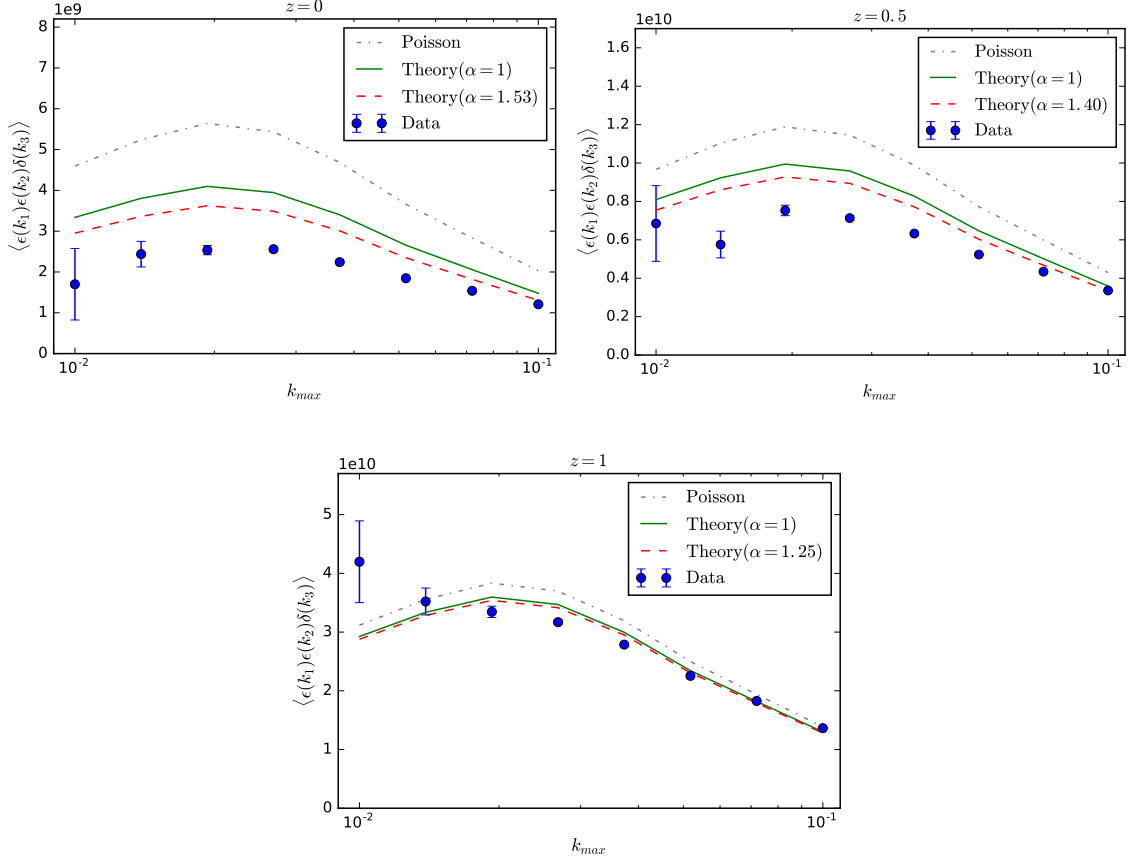 1e9
z = 0
8
7
6
5
4
3
2
1
0
⟨ϵ(k₁)ϵ(k₂)δ(k₃)⟩
Poisson
Theory(α = 1)
Theory(α = 1.53)
Data
10⁻²
10⁻¹
k_max
1e10
z = 0.5
1.6
1.4
1.2
1.0
0.8
0.6
0.4
0.2
0.0
⟨ϵ(k₁)ϵ(k₂)δ(k₃)⟩
Poisson
Theory(α = 1)
Theory(α = 1.40)
Data
10⁻²
10⁻¹
k_max
1e10
z = 1
5
4
3
2
1
0
⟨ϵ(k₁)ϵ(k₂)δ(k₃)⟩
Poisson
Theory(α = 1)
Theory(α = 1.25)
Data
10⁻²
10⁻¹
k_max